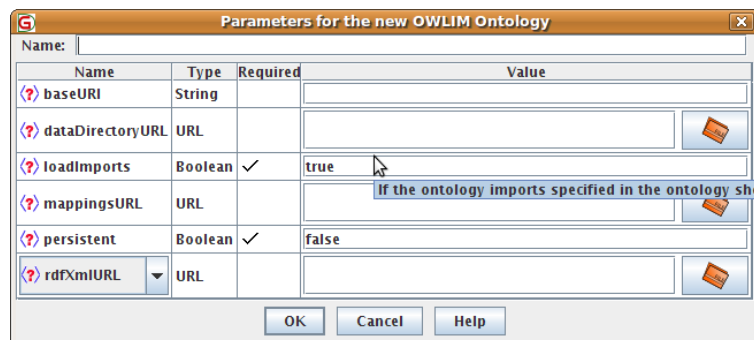 Parameters for the new OWLIM Ontology
Name:
Name Type Required Value
<?> baseURI String
<?> dataDirectoryURL URL
<?> loadImports Boolean ✓ true
If the ontology imports specified in the ontology sh
<?> mappingsURL URL
<?> persistent Boolean ✓ false
<?> rdfXmlURL URL
OK Cancel Help